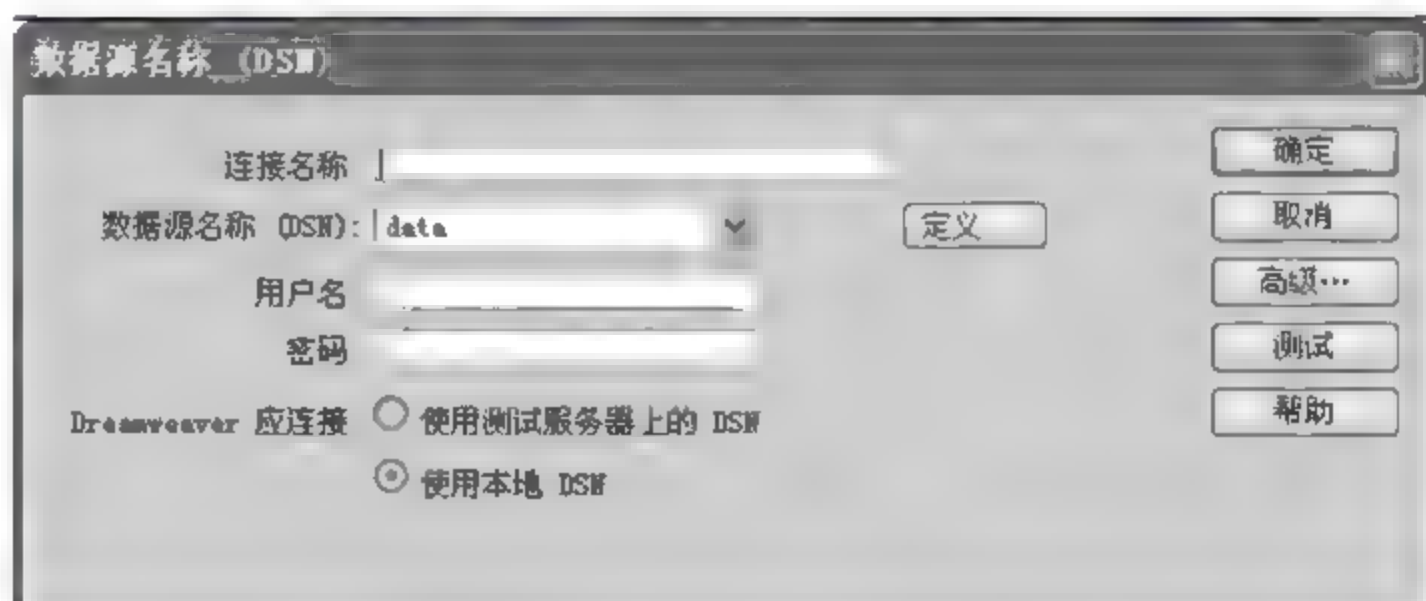 数据源名称 (DSN)
连接名称
确定
数据源名称 (DSN): data
定义...
取消
用户名
高级...
密码
测试
Dreamweaver 应连接
使用测试服务器上的 DSN
帮助
使用本地 DSN